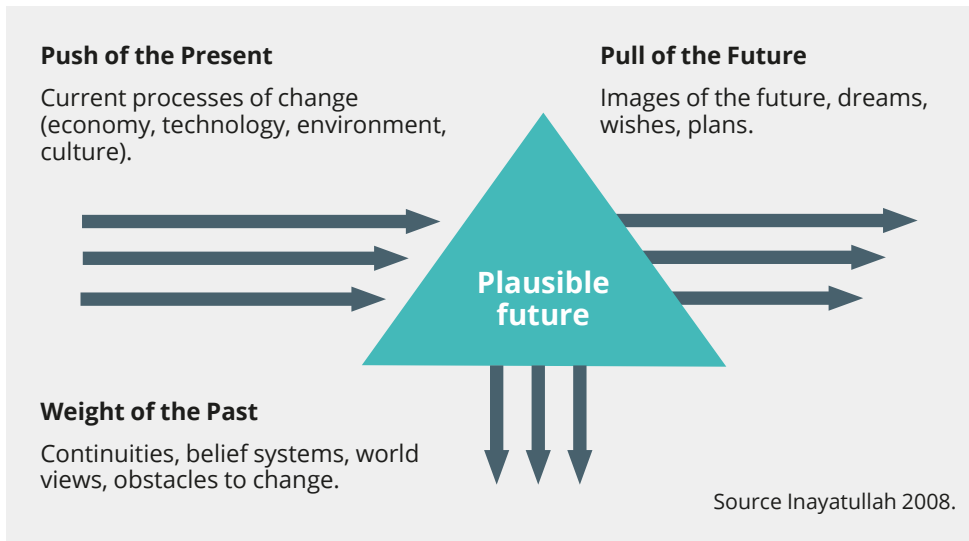 Push of the Present
Current processes of change
(economy, technology, environment,
culture).
Pull of the Future
Images of the future, dreams,
wishes, plans.
Plausible
future
Weight of the Past
Continuities, belief systems, world
views, obstacles to change.
Source Inayatullah 2008.